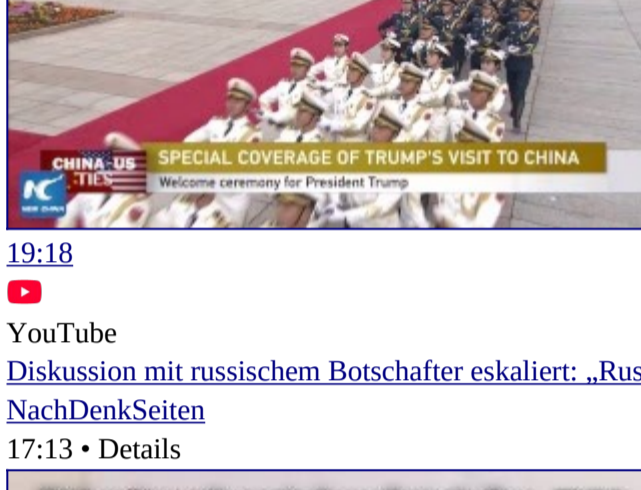 CHINA-US
TIES
SPECIAL COVERAGE OF TRUMP'S VISIT TO CHINA
Welcome ceremony for President Trump
NEW CHINA
19:18
YouTube
Diskussion mit russischem Botschafter eskaliert: „Rus
NachDenkSeiten
17:13 • Details